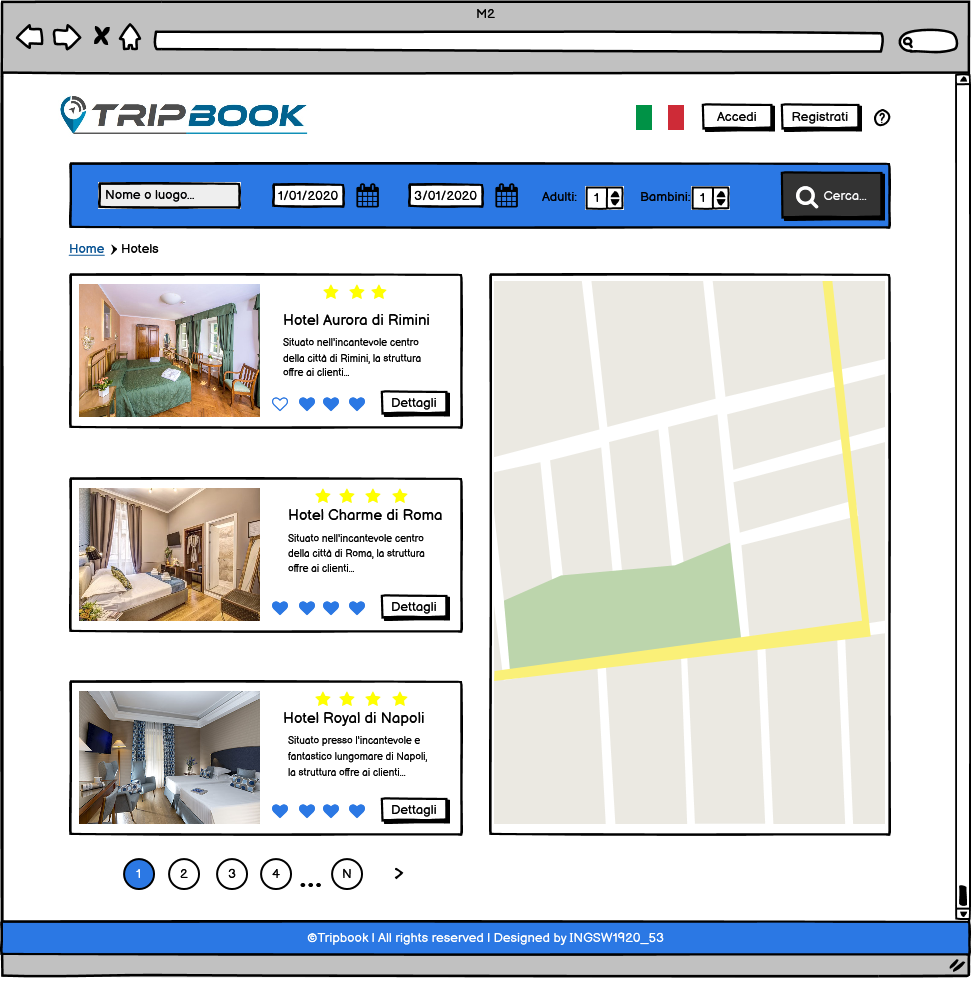 M2
TRIPBOOK
Accedi
Registrati
?
Nome o luogo...
1/01/2020
3/01/2020
Adulti:
1
Bambini:
1
Cerca...
Home > Hotels
Hotel Aurora di Rimini
Situato nell'incantevole centro
della città di Rimini, la struttura
offre ai clienti...
Dettagli
Hotel Charme di Roma
Situato nell'incantevole centro
della città di Roma, la struttura
offre ai clienti...
Dettagli
Hotel Royal di Napoli
Situato presso l'incantevole e
fantastico lungomare di Napoli,
la struttura offre ai clienti...
Dettagli
1 2 3 4 ... N >
©Tripbook | All rights reserved | Designed by INGSW1920_53